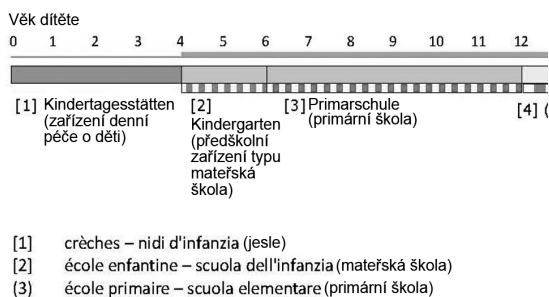 Věk dítěte
0 1 2 3 4 5 6 7 8 9 10 11 12
[1] Kindertagesstätten
(zařízení denní
péče o děti)
[2]
Kindergarten
(předškolní
zařízení typu
mateřská
škola)
[3] Primarschule
(primární škola)
[4] (
[1] crèches – nidi d'infanzia (jesle)
[2] école enfantine – scuola dell'infanzia (mateřská škola)
(3) école primaire – scuola elementare (primární škola)